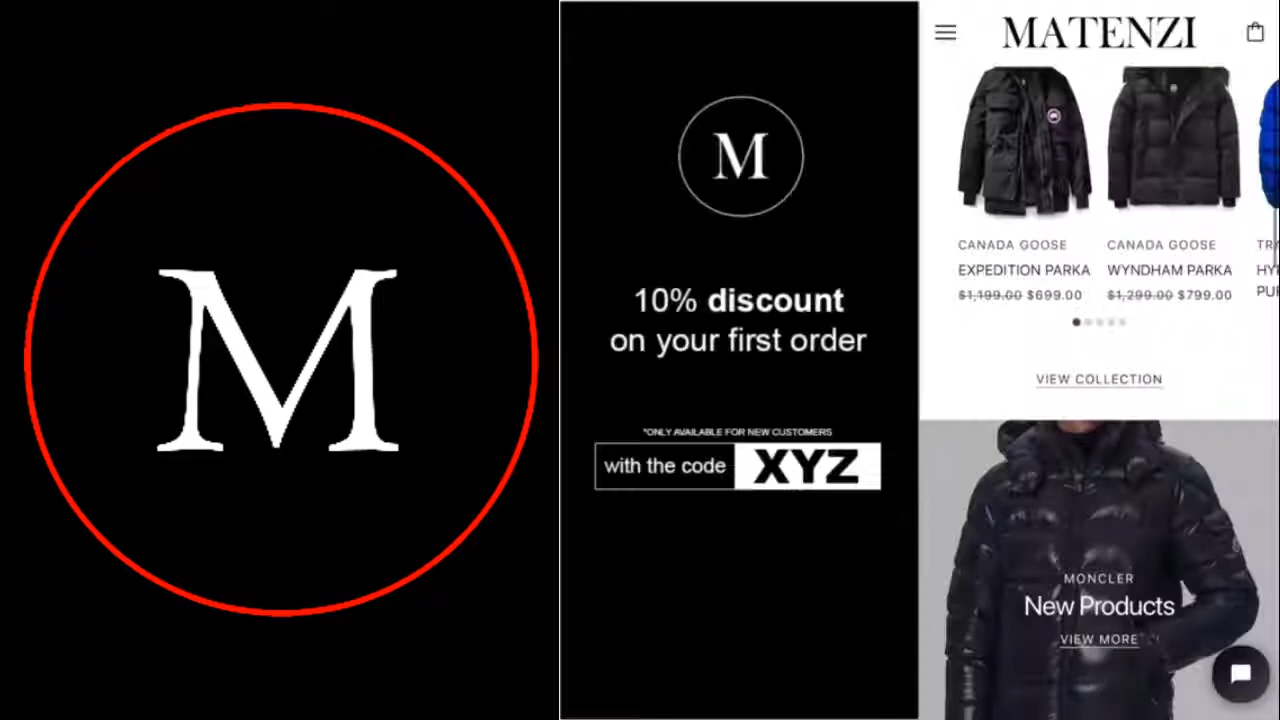 M
M
10% discount
on your first order
*ONLY AVAILABLE FOR NEW CUSTOMERS
with the code XYZ
MATENZI
CANADA GOOSE
EXPEDITION PARKA
$1,199.00 $699.00
CANADA GOOSE
WYNDHAM PARKA
$1,299.00 $799.00
VIEW COLLECTION
MONCLER
New Products
VIEW MORE